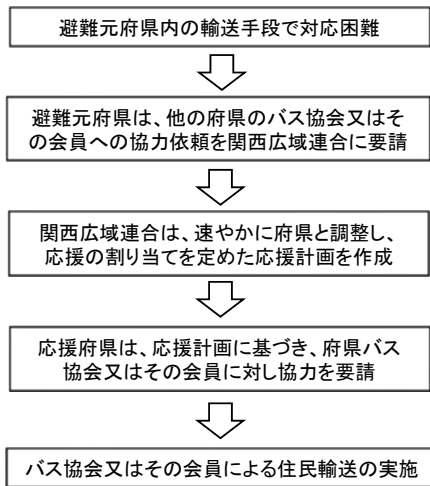 避難元府県内の輸送手段で対応困難
避難元府県は、他の府県のバス協会又はそ
の会員への協力依頼を関西広域連合に要請
関西広域連合は、速やかに府県と調整し、
応援の割り当てを定めた応援計画を作成
応援府県は、応援計画に基づき、府県バス
協会又はその会員に対し協力を要請
バス協会又はその会員による住民輸送の実施